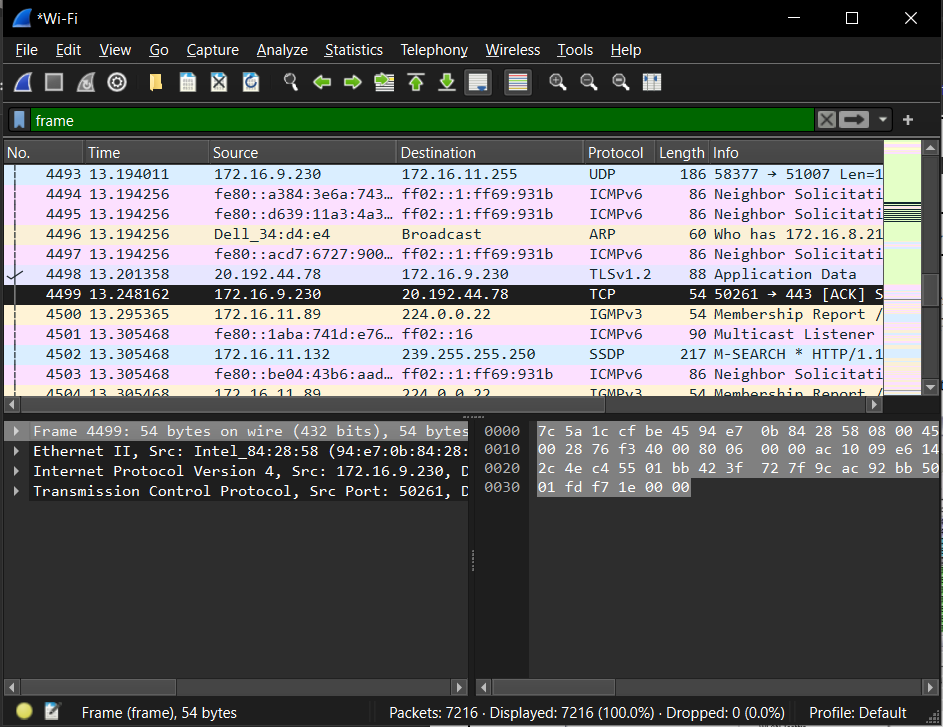 *Wi-Fi
File Edit View Go Capture Analyze Statistics Telephony Wireless Tools Help
frame
No. Time Source Destination Protocol Length Info
4493 13.194011 172.16.9.230 172.16.11.255 UDP 186 58377 → 51007 Len=1
4494 13.194256 fe80::a384:3e6a:743… ff02::1:ff69:931b ICMPv6 86 Neighbor Solicitati
4495 13.194256 fe80::d639:11a3:4a3… ff02::1:ff69:931b ICMPv6 86 Neighbor Solicitati
4496 13.194256 Dell_34:d4:e4 Broadcast ARP 60 Who has 172.16.8.21
4497 13.194256 fe80::acd7:6727:900… ff02::1:ff69:931b ICMPv6 86 Neighbor Solicitati
4498 13.201358 20.192.44.78 172.16.9.230 TLSv1.2 88 Application Data
4499 13.248162 172.16.9.230 20.192.44.78 TCP 54 50261 → 443 [ACK] S
4500 13.295365 172.16.11.89 224.0.0.22 IGMPv3 54 Membership Report /
4501 13.305468 fe80::1aba:741d:e76… ff02::16 ICMPv6 90 Multicast Listener
4502 13.305468 172.16.11.132 239.255.255.250 SSDP 217 M-SEARCH * HTTP/1.1
4503 13.305468 fe80::be04:43b6:aad… ff02::1:ff69:931b ICMPv6 86 Neighbor Solicitati
4504 13.305468 172.16.11.89 224.0.0.22 IGMPv3 54 Membership Report /
Frame 4499: 54 bytes on wire (432 bits), 54 bytes
Ethernet II, Src: Intel_84:28:58 (94:e7:0b:84:28:
Internet Protocol Version 4, Src: 172.16.9.230, D
Transmission Control Protocol, Src Port: 50261, D
0000 7c 5a 1c cf be 45 94 e7 0b 84 28 58 08 00 45
0010 00 28 76 f3 40 00 80 06 00 00 ac 10 09 e6 14
0020 2c 4e c4 55 01 bb 42 3f 72 7f 9c ac 92 bb 50
0030 01 fd f7 1e 00 00
Frame (frame), 54 bytes Packets: 7216 · Displayed: 7216 (100.0%) · Dropped: 0 (0.0%) Profile: Default